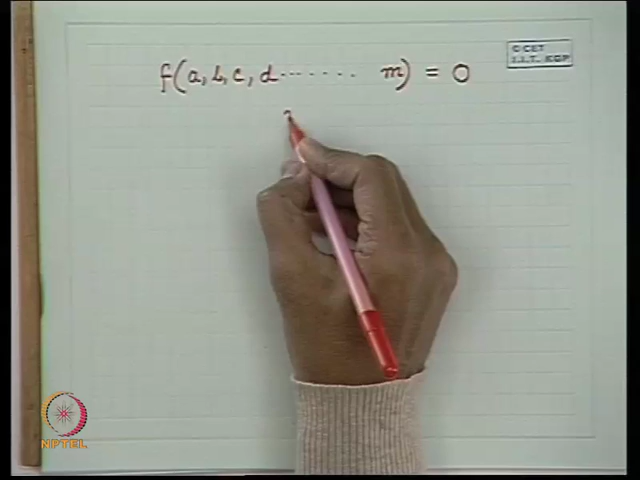 © CET
I.I.T. KGP
f(a, b, c, d ....... m) = 0
NPTEL